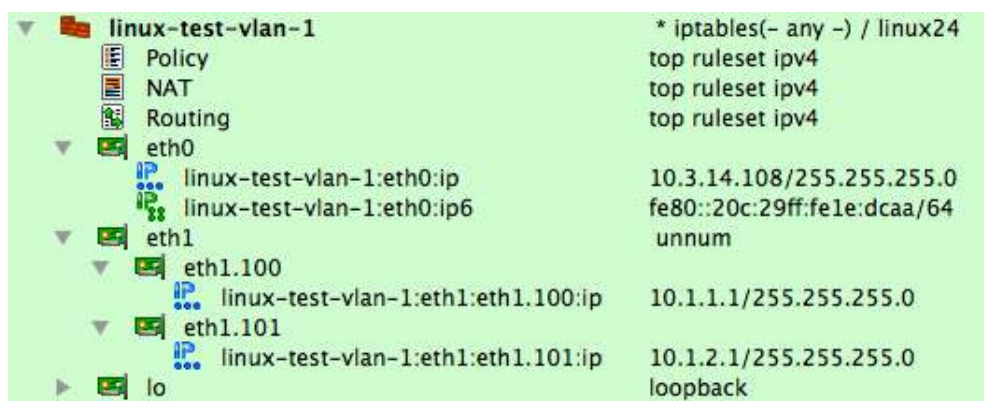 linux-test-vlan-1 * iptables(- any -) / linux24
Policy top ruleset ipv4
NAT top ruleset ipv4
Routing top ruleset ipv4
eth0
IP linux-test-vlan-1:eth0:ip 10.3.14.108/255.255.255.0
IP linux-test-vlan-1:eth0:ip6 fe80::20c:29ff:fe1e:dcaa/64
eth1 unnum
eth1.100
IP linux-test-vlan-1:eth1:eth1.100:ip 10.1.1.1/255.255.255.0
eth1.101
IP linux-test-vlan-1:eth1:eth1.101:ip 10.1.2.1/255.255.255.0
lo loopback